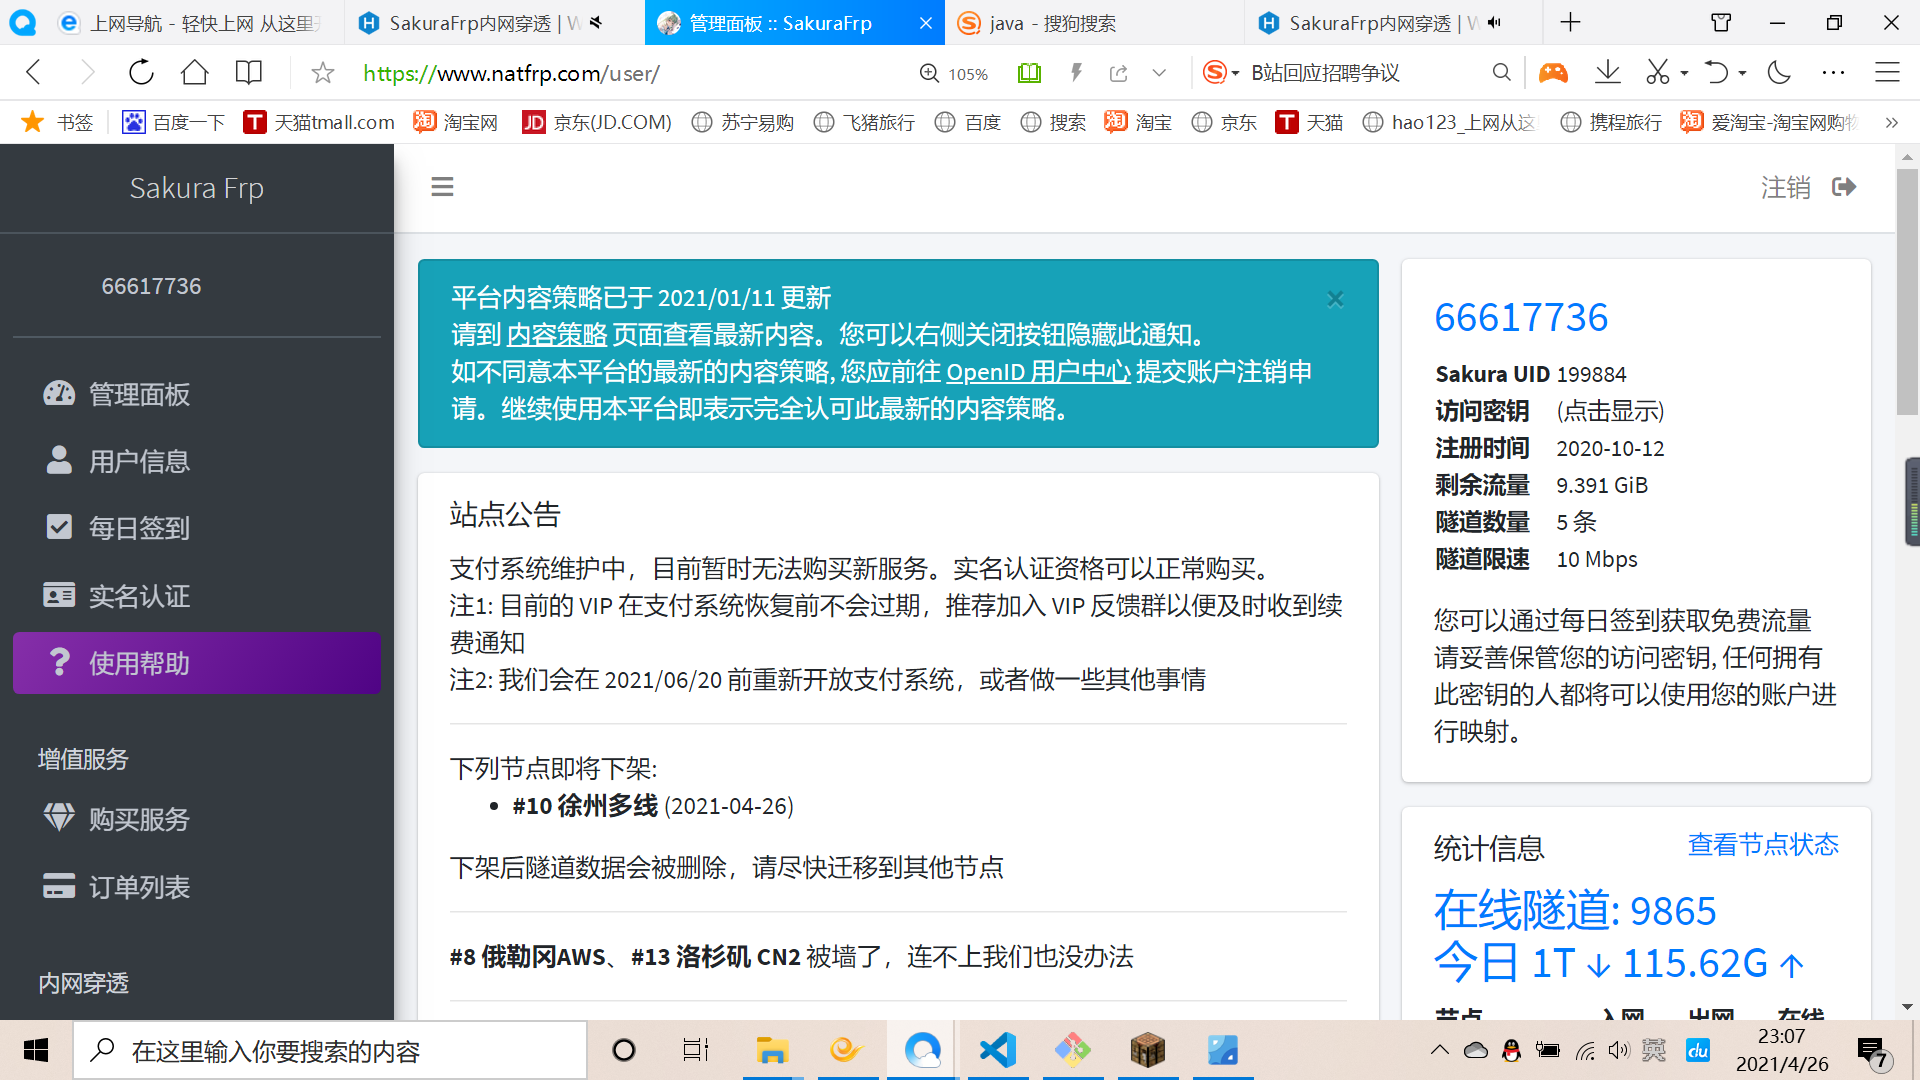 上网导航 - 轻快上网 从这里
SakuraFrp内网穿透 | W
管理面板 :: SakuraFrp
java - 搜狗搜索
SakuraFrp内网穿透 | W
https://www.natfrp.com/user/
105%
B站回应招聘争议
书签
百度一下
天猫tmall.com
淘宝网
京东(JD.COM)
苏宁易购
飞猪旅行
百度
搜索
淘宝
京东
天猫
hao123_上网从这
携程旅行
爱淘宝-淘宝网购物
Sakura Frp
注销
66617736
管理面板
用户信息
每日签到
实名认证
使用帮助
增值服务
购买服务
订单列表
内网穿透
平台内容策略已于 2021/01/11 更新
请到 内容策略 页面查看最新内容。您可以右侧关闭按钮隐藏此通知。
如不同意本平台的最新的内容策略, 您应前往 OpenID 用户中心 提交账户注销申
请。继续使用本平台即表示完全认可此最新的内容策略。
站点公告
支付系统维护中，目前暂时无法购买新服务。实名认证资格可以正常购买。
注1: 目前的 VIP 在支付系统恢复前不会过期，推荐加入 VIP 反馈群以便及时收到续
费通知
注2: 我们会在 2021/06/20 前重新开放支付系统，或者做一些其他事情
下列节点即将下架:
• #10 徐州多线 (2021-04-26)
下架后隧道数据会被删除，请尽快迁移到其他节点
#8 俄勒冈AWS、#13 洛杉矶 CN2 被墙了，连不上我们也没办法
66617736
Sakura UID 199884
访问密钥 (点击显示)
注册时间 2020-10-12
剩余流量 9.391 GiB
隧道数量 5 条
隧道限速 10 Mbps
您可以通过每日签到获取免费流量
请妥善保管您的访问密钥, 任何拥有
此密钥的人都将可以使用您的账户进
行映射。
统计信息
查看节点状态
在线隧道: 9865
今日 1T ↓ 115.62G ↑
节点 入网 出网 在线
在这里输入你要搜索的内容
英
du
23:07
2021/4/26
7